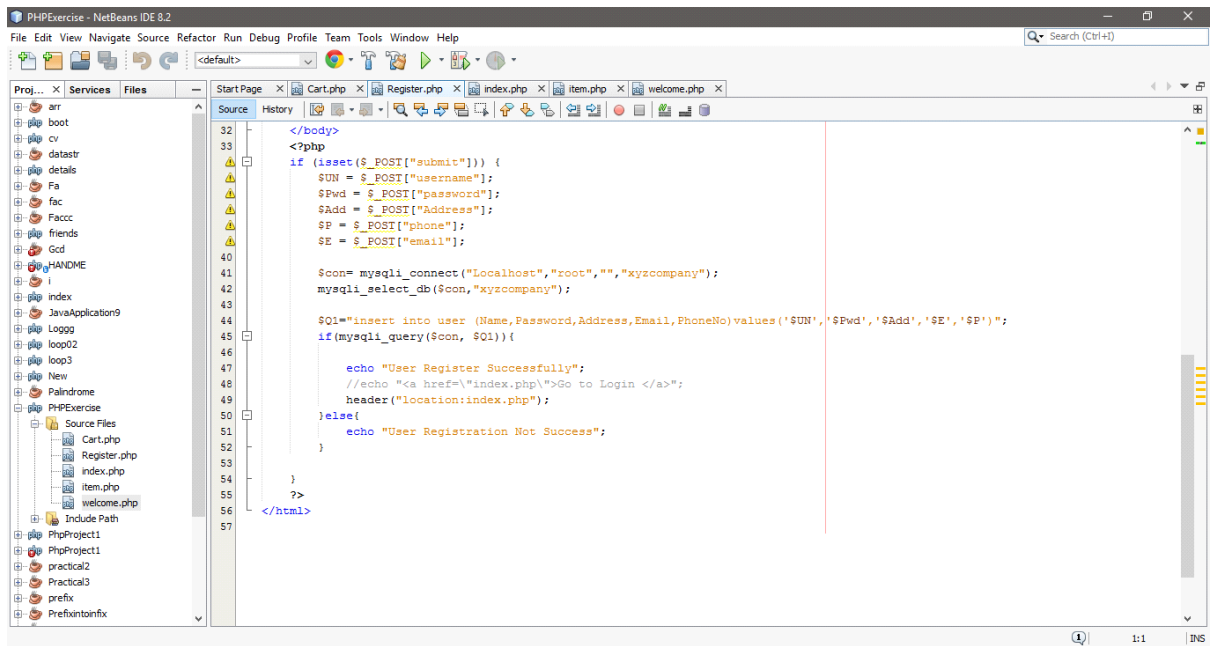 PHPExercise - NetBeans IDE 8.2
File Edit View Navigate Source Refactor Run Debug Profile Team Tools Window Help
Search (Ctrl+I)
<default>
Proj... Services Files
Start Page Cart.php Register.php index.php item.php welcome.php
Source History
arr
boot
cv
datastr
details
Fa
fac
Faccc
friends
Gcd
HANDME
i
index
JavaApplication9
Loggg
loop02
loop3
New
Palindrome
PHPExercise
Source Files
Cart.php
Register.php
index.php
item.php
welcome.php
Include Path
PhpProject1
PhpProject1
practical2
Practical3
prefix
Prefixintoinfix
32 </body>
33 <?php
if (isset($_POST["submit"])) {
$UN = $_POST["username"];
$Pwd = $_POST["password"];
$Add = $_POST["Address"];
$P = $_POST["phone"];
$E = $_POST["email"];
40
41 $con= mysqli_connect("Localhost","root","","xyzcompany");
42 mysqli_select_db($con,"xyzcompany");
43
44 $Q1="insert into user (Name,Password,Address,Email,PhoneNo)values('$UN','$Pwd','$Add','$E','$P')";
45 if(mysqli_query($con, $Q1)){
46
47 echo "User Register Successfully";
48 //echo "<a href=\"index.php\">Go to Login </a>";
49 header("location:index.php");
50 }else{
51 echo "User Registration Not Success";
52 }
53
54 }
55 ?>
56 </html>
57
1 1:1 INS